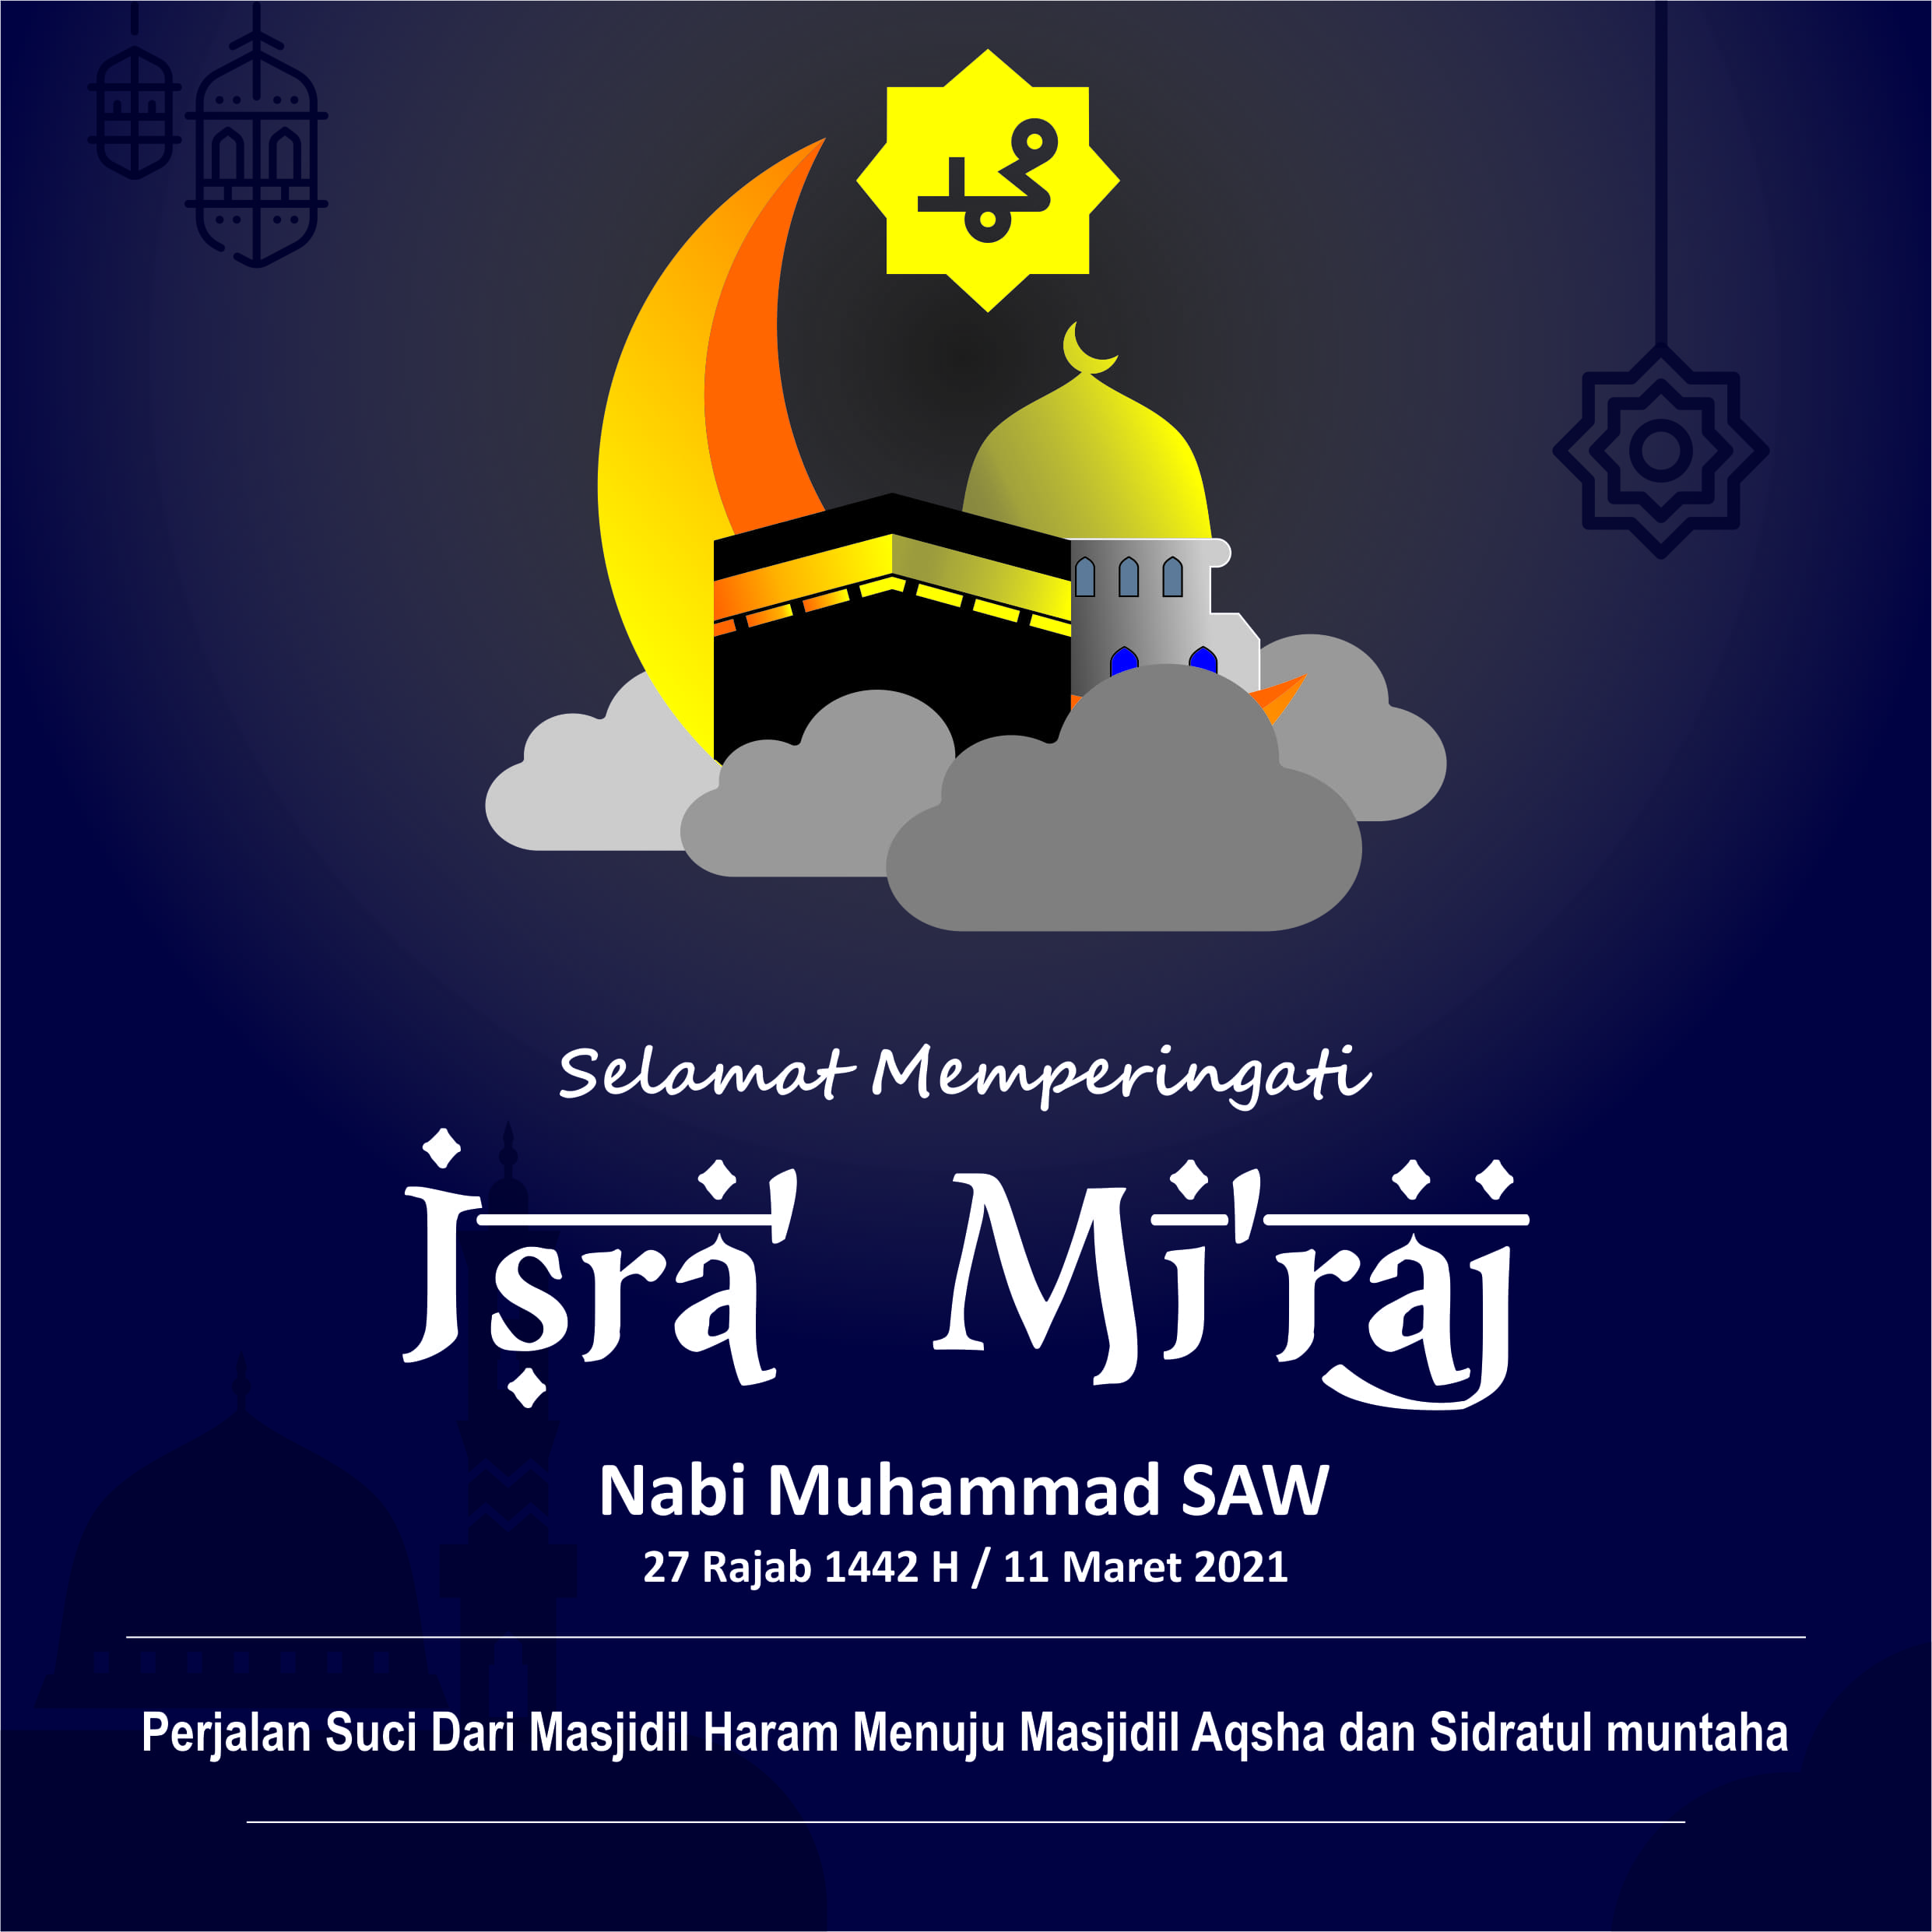 محمد
Selamat Memperingati
Isra' Mi'raj
Nabi Muhammad SAW
27 Rajab 1442 H / 11 Maret 2021
Perjalan Suci Dari Masjidil Haram Menuju Masjidil Aqsha dan Sidratul muntaha